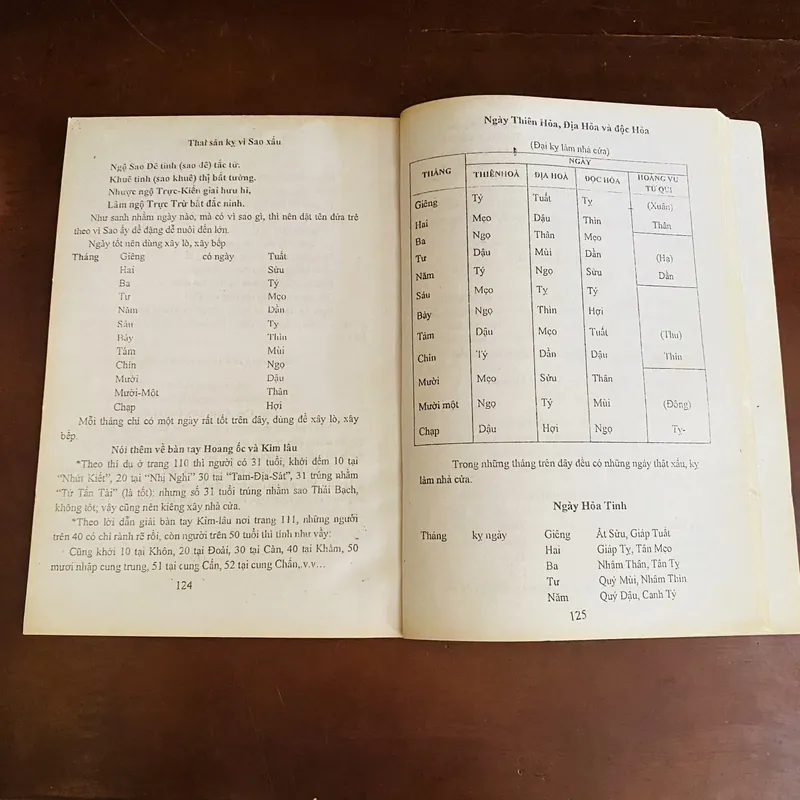 Thai sản kỵ vì Sao xấu
Ngộ Sao Đê tinh (sao đê) tắc tử.
Khuê tinh (sao khuê) thị bất tường.
Nhược ngộ Trực-Kiến giai hưu hỉ,
Lâm ngộ Trực Trừ bất đắc ninh.
Như sanh nhằm ngày nào, mà có vì sao gì, thì nên đặt tên đứa trẻ
theo vì Sao ấy để đặng dễ nuôi đến lớn.
Ngày tốt nên dùng xây lò, xây bếp
Tháng Giêng có ngày Tuất
Hai Sửu
Ba Tý
Tư Mẹo
Năm Dần
Sáu Tỵ
Bảy Thìn
Tám Mùi
Chín Ngọ
Mười Dậu
Mười-Một Thân
Chạp Hợi
Mỗi tháng chỉ có một ngày rất tốt trên đây, dùng để xây lò, xây
bếp.
Nói thêm về bàn tay Hoang ốc và Kim lâu
*Theo thí dụ ở trang 110 thì người có 31 tuổi, khởi đếm 10 tại
"Nhứt Kiết", 20 tại "Nhị Nghi" 30 tại "Tam-Địa-Sát", 31 trúng nhằm
"Tứ Tấn Tài" (là tốt): nhưng số 31 tuổi trúng nhằm sao Thái Bạch,
không tốt; vậy cũng nên kiêng xây nhà cửa.
*Theo lời dẫn giải bàn tay Kim-lâu nơi trang 111, những người
trên 40 có chỉ rành rẽ rồi, còn người trên 50 tuổi thì tính như vầy:
Cũng khởi 10 tại Khôn, 20 tại Đoài, 30 tại Càn, 40 tại Khảm, 50
mươi nhập cung trung, 51 tại cung Cấn, 52 tại cung Chấn, v.v...
124
Ngày Thiên Hỏa, Địa Hỏa và độc Hỏa
(Đại kỵ làm nhà cửa)
THÁNG NGÀY
THIÊN HOẢ ĐỊA HOẢ ĐỘC HỎA HOANG VU TỨ QUI
Giêng Tý Tuất Tỵ (Xuân)
Hai Mẹo Dậu Thìn Thân
Ba Ngọ Thân Mẹo
Tư Dậu Mùi Dần (Hạ)
Năm Tý Ngọ Sửu Dần
Sáu Mẹo Tỵ Tý
Bảy Ngọ Thìn Hợi
Tám Dậu Mẹo Tuất (Thu)
Chín Tý Dần Dậu Thìn
Mười Mẹo Sửu Thân
Mười một Ngọ Tý Mùi (Đông)
Chạp Dậu Hợi Ngọ Tỵ
Trong những tháng trên đây đều có những ngày thật xấu, kỵ
làm nhà cửa.
Ngày Hỏa Tinh
Tháng kỵ ngày Giêng Ất Sửu, Giáp Tuất
Hai Giáp Tỵ, Tân Mẹo
Ba Nhâm Thân, Tân Tỵ
Tư Quý Mùi, Nhâm Thìn
Năm Quý Dậu, Canh Tý
125